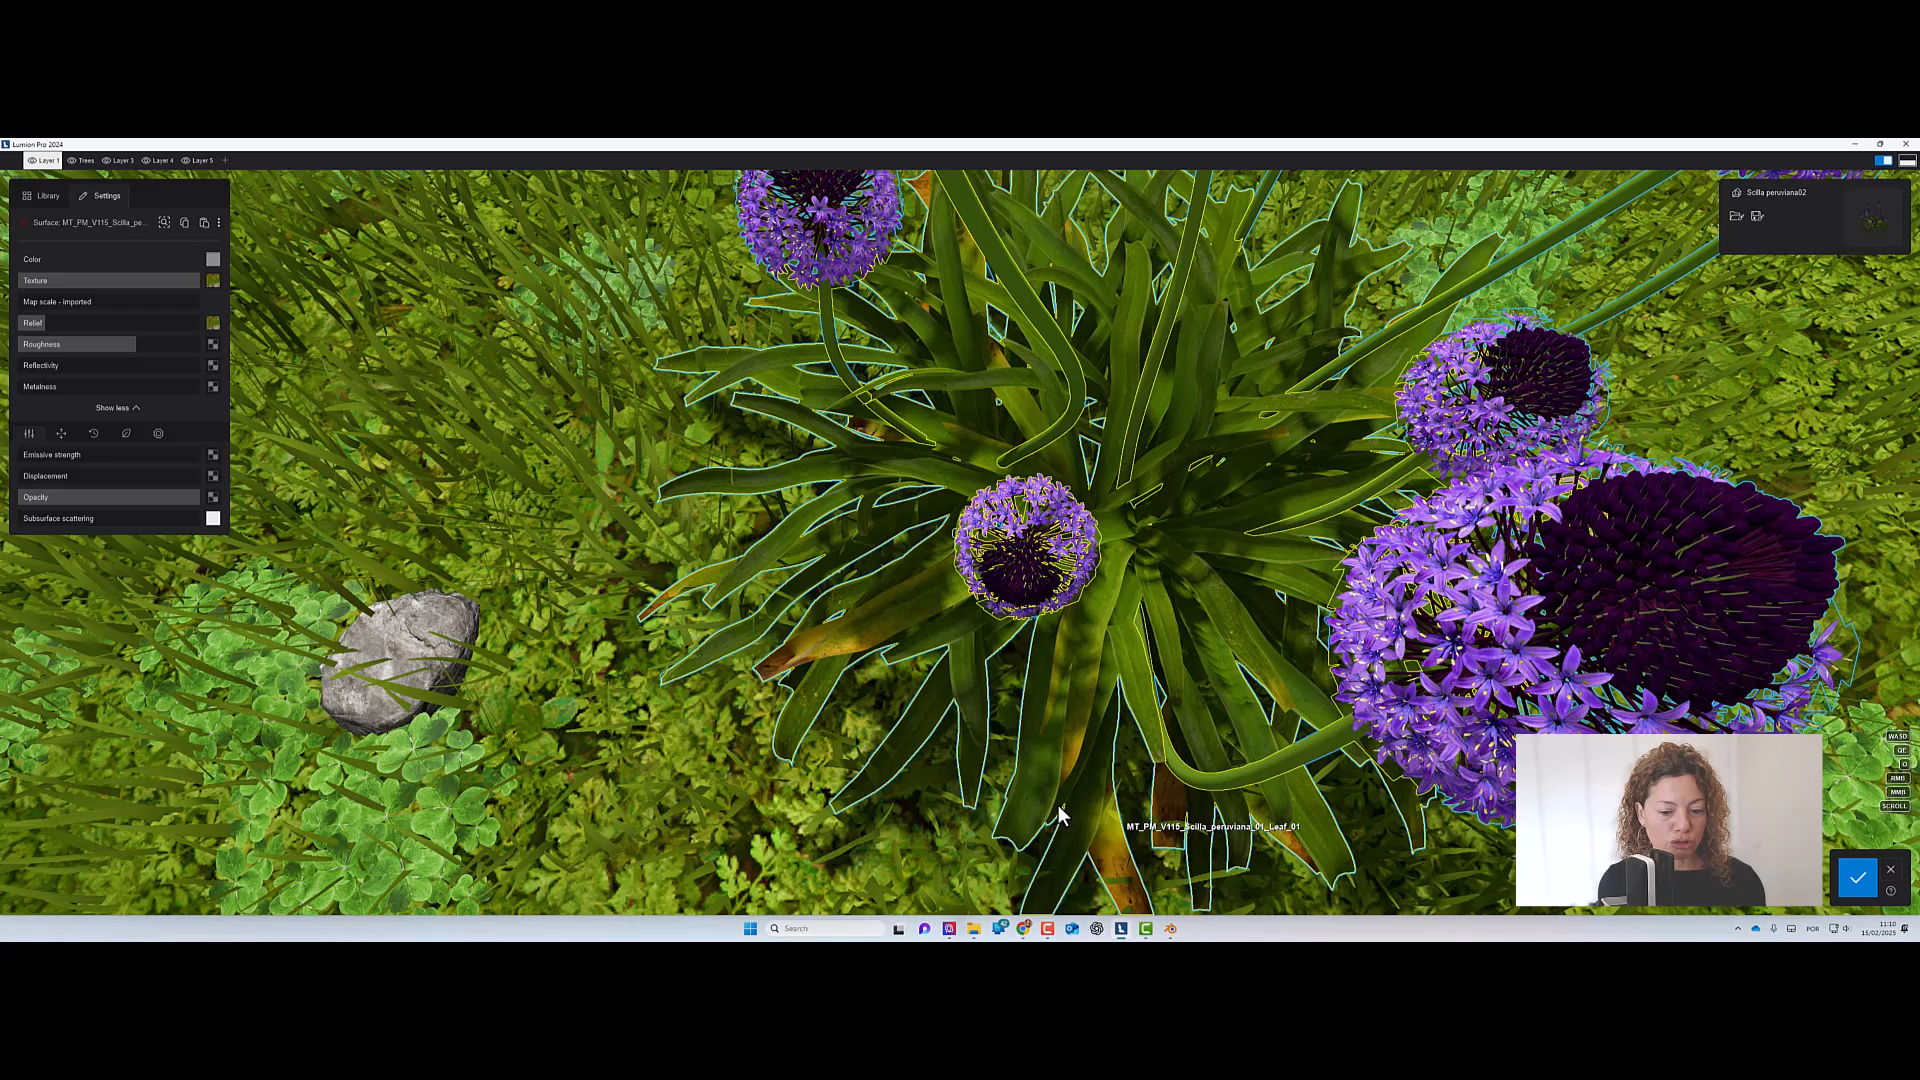 Lumion Pro 2024
Layer 1
Trees
Layer 3
Layer 4
Layer 5
+
Library
Settings
Surface: MT_PM_V115_Scilla_pe...
Color
Texture
Map scale - imported
Relief
Roughness
Reflectivity
Metalness
Show less
Emissive strength
Displacement
Opacity
Subsurface scattering
Scilla peruviana02
MT_PM_V115_Scilla_peruviana_01_Leaf_01
WASD
QE
O
RMB
MMB
SCROLL
Search
POR
11:10
15/02/2025